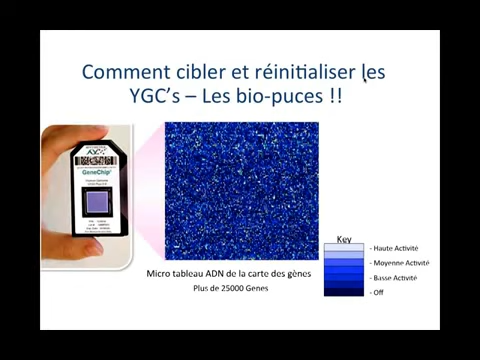 Comment cibler et réinitialiser les
YGC's – Les bio-puces !!
GeneChip
Micro tableau ADN de la carte des gènes
Plus de 25000 Genes
Key
- Haute Activité
- Moyenne Activité
- Basse Activité
- Off